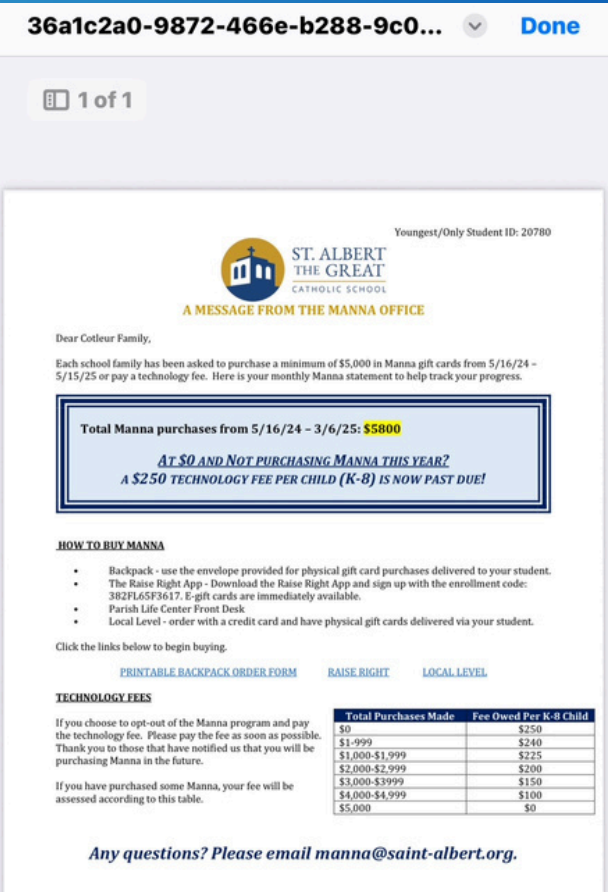 36a1c2a0-9872-466e-b288-9c0... Done
1 of 1
Youngest/Only Student ID: 20780
ST. ALBERT
THE GREAT
CATHOLIC SCHOOL
A MESSAGE FROM THE MANNA OFFICE
Dear Cotleur Family,
Each school family has been asked to purchase a minimum of $5,000 in Manna gift cards from 5/16/24 –
5/15/25 or pay a technology fee. Here is your monthly Manna statement to help track your progress.
Total Manna purchases from 5/16/24 – 3/6/25: $5800
AT $0 AND NOT PURCHASING MANNA THIS YEAR?
A $250 TECHNOLOGY FEE PER CHILD (K-8) IS NOW PAST DUE!
HOW TO BUY MANNA
• Backpack - use the envelope provided for physical gift card purchases delivered to your student.
• The Raise Right App - Download the Raise Right App and sign up with the enrollment code:
382FL65F3617. E-gift cards are immediately available.
• Parish Life Center Front Desk
• Local Level - order with a credit card and have physical gift cards delivered via your student.
Click the links below to begin buying.
PRINTABLE BACKPACK ORDER FORM RAISE RIGHT LOCAL LEVEL
TECHNOLOGY FEES
If you choose to opt-out of the Manna program and pay
the technology fee. Please pay the fee as soon as possible.
Thank you to those that have notified us that you will be
purchasing Manna in the future.
If you have purchased some Manna, your fee will be
assessed according to this table.
Total Purchases Made Fee Owed Per K-8 Child
$0 $250
$1-999 $240
$1,000-$1,999 $225
$2,000-$2,999 $200
$3,000-$3999 $150
$4,000-$4,999 $100
$5,000 $0
Any questions? Please email manna@saint-albert.org.